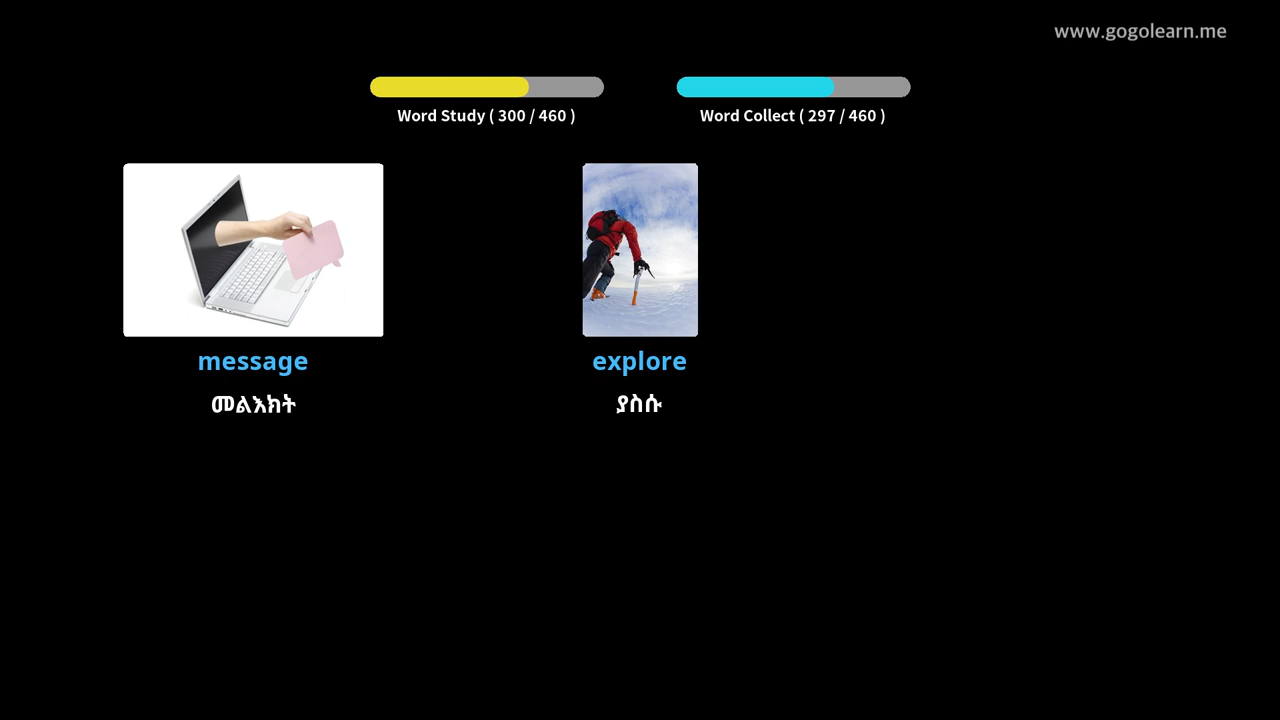 www.gogolearn.me
Word Study ( 300 / 460 )
Word Collect ( 297 / 460 )
message
explore
መልእክት
ያስሱ